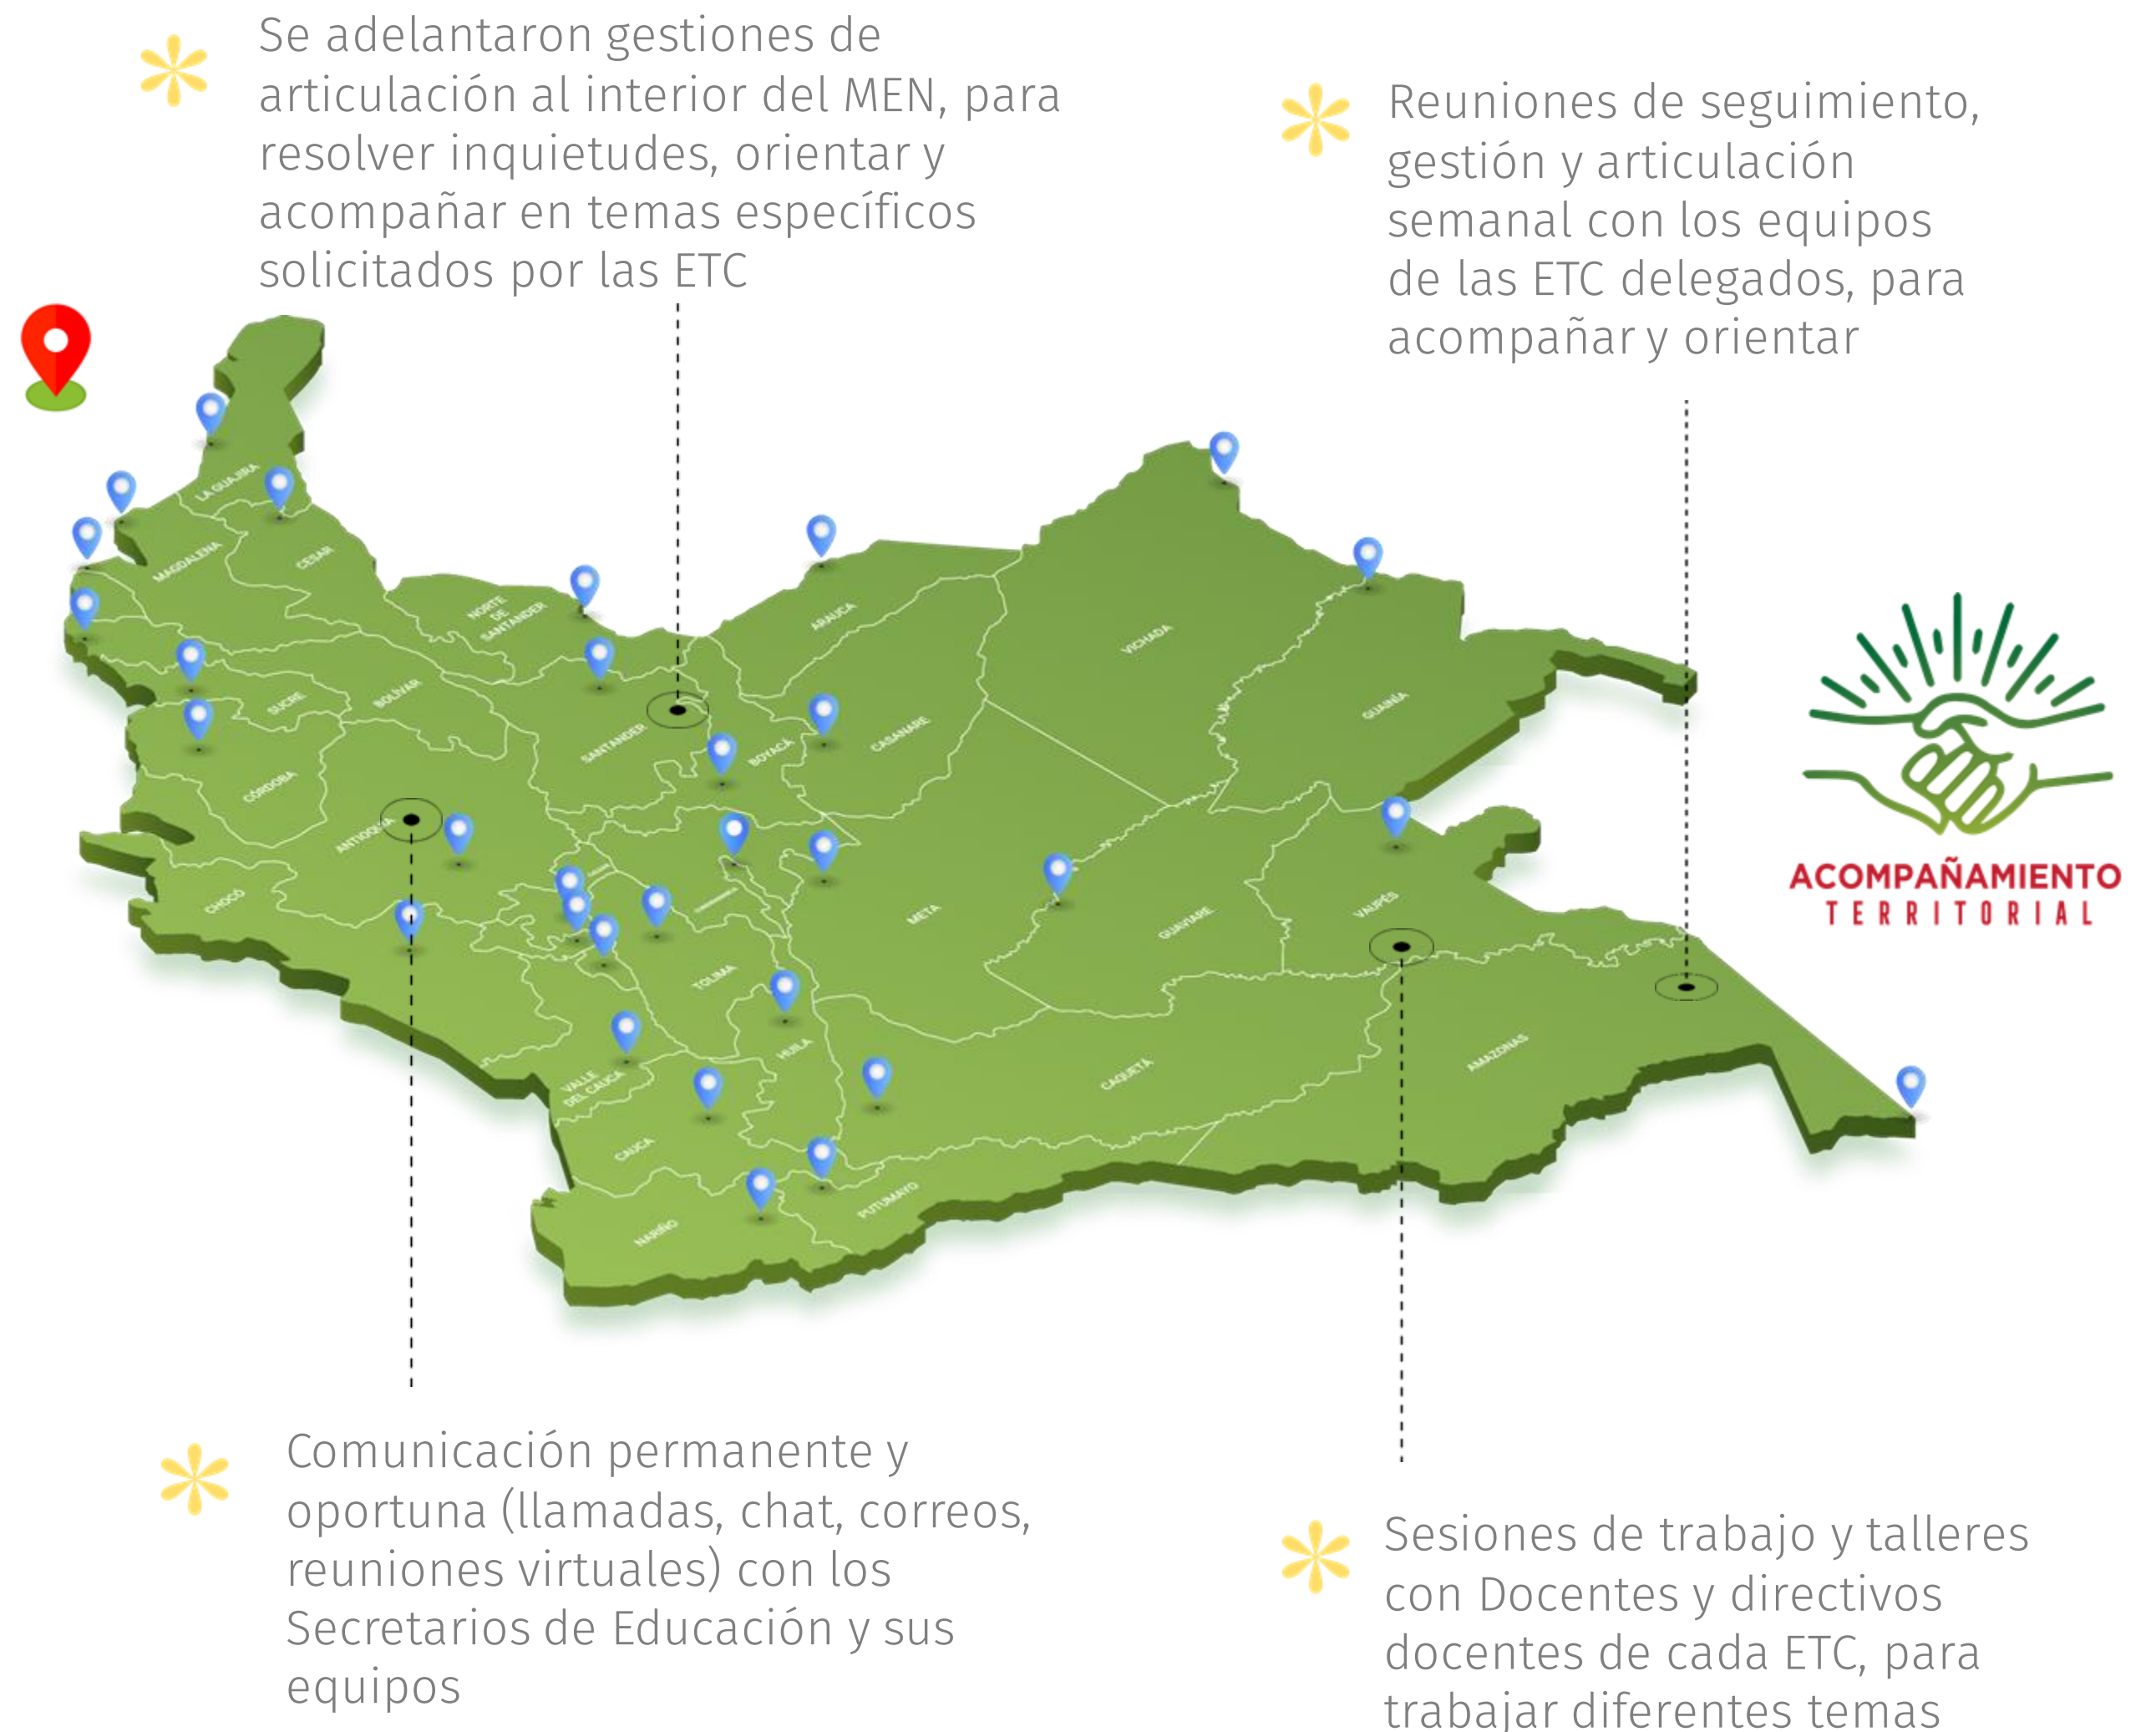 Se adelantaron gestiones de
articulación al interior del MEN, para
resolver inquietudes, orientar y
acompañar en temas específicos
solicitados por las ETC
Reuniones de seguimiento,
gestión y articulación
semanal con los equipos
de las ETC delegados, para
acompañar y orientar
LA GUAJIRA
MAGDALENA
CESAR
NORTE
DE
SANTANDER
ARAUCA
VICHADA
SUCRE
BOLÍVAR
SANTANDER
BOYACÁ
CASANARE
GUAINÍA
CÓRDOBA
ANTIOQUIA
CHOCÓ
META
GUAVIARE
VAUPÉS
TOLIMA
HUILA
VALLE
DEL CAUCA
CAQUETÁ
AMAZONAS
CAUCA
PUTUMAYO
NARIÑO
ACOMPAÑAMIENTO
TERRITORIAL
Comunicación permanente y
oportuna (llamadas, chat, correos,
reuniones virtuales) con los
Secretarios de Educación y sus
equipos
Sesiones de trabajo y talleres
con Docentes y directivos
docentes de cada ETC, para
trabajar diferentes temas